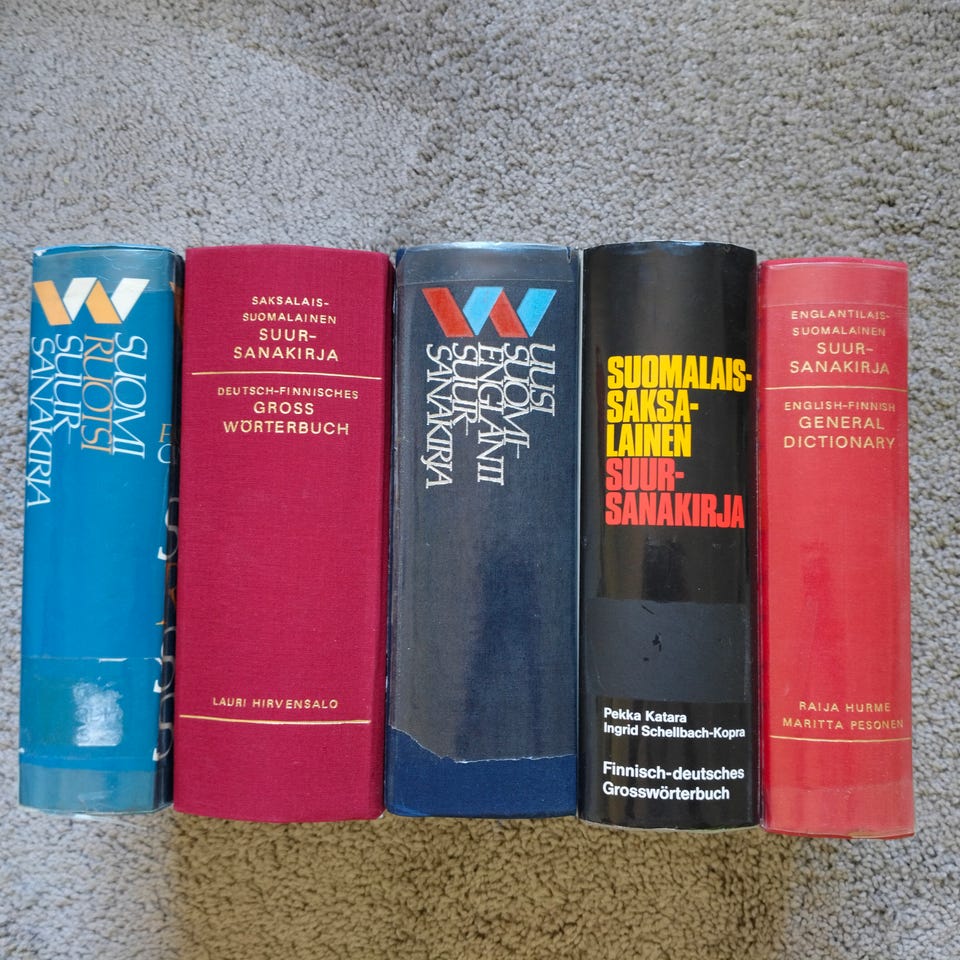 SUOMI
RUOTSI
SUUR-
SANAKIRJA
SAKSALAIS-
SUOMALAINEN
SUUR-
SANAKIRJA
DEUTSCH-FINNISCHES
GROSS
WÖRTERBUCH
LAURI HIRVENSALO
UUSI
SUOMI-
ENGLANTI
SUUR-
SANAKIRJA
SUOMALAIS-
SAKSA-
LAINEN
SUUR-
SANAKIRJA
Pekka Katara
Ingrid Schellbach-Kopra
Finnisch-deutsches
Grosswörterbuch
ENGLANTILAIS-
SUOMALAINEN
SUUR-
SANAKIRJA
ENGLISH-FINNISH
GENERAL
DICTIONARY
RAIJA HURME
MARITTA PESONEN